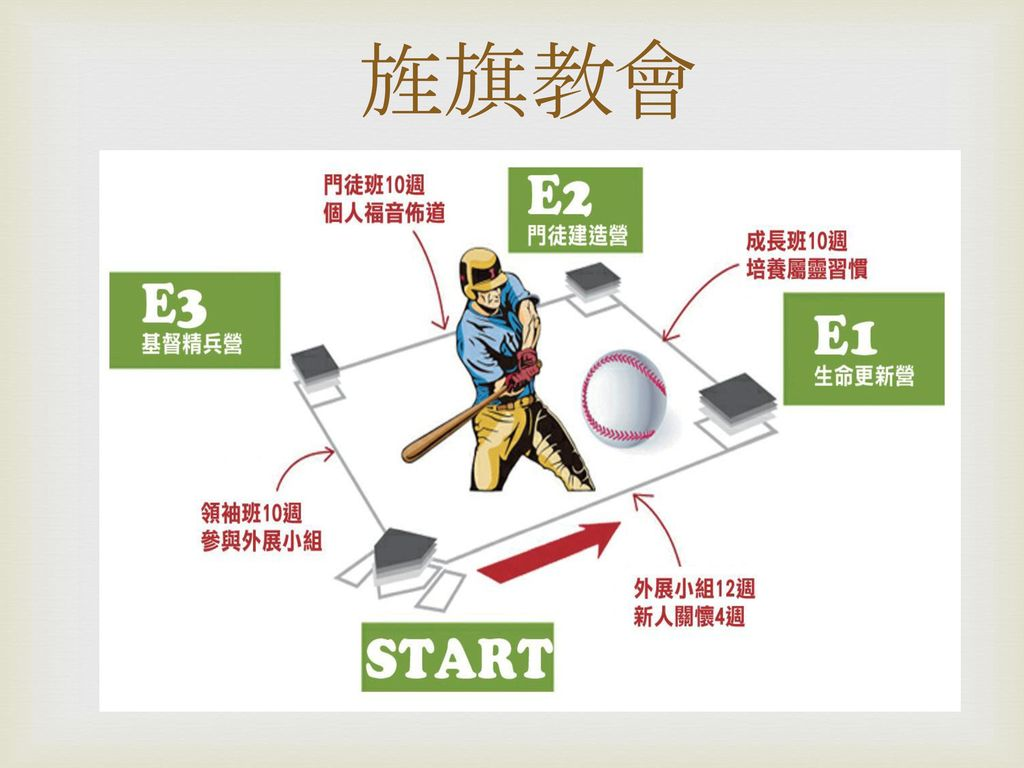 旌旗教會
門徒班10週
個人福音佈道
E2
門徒建造營
成長班10週
培養屬靈習慣
E3
基督精兵營
E1
生命更新營
領袖班10週
參與外展小組
外展小組12週
新人關懷4週
START